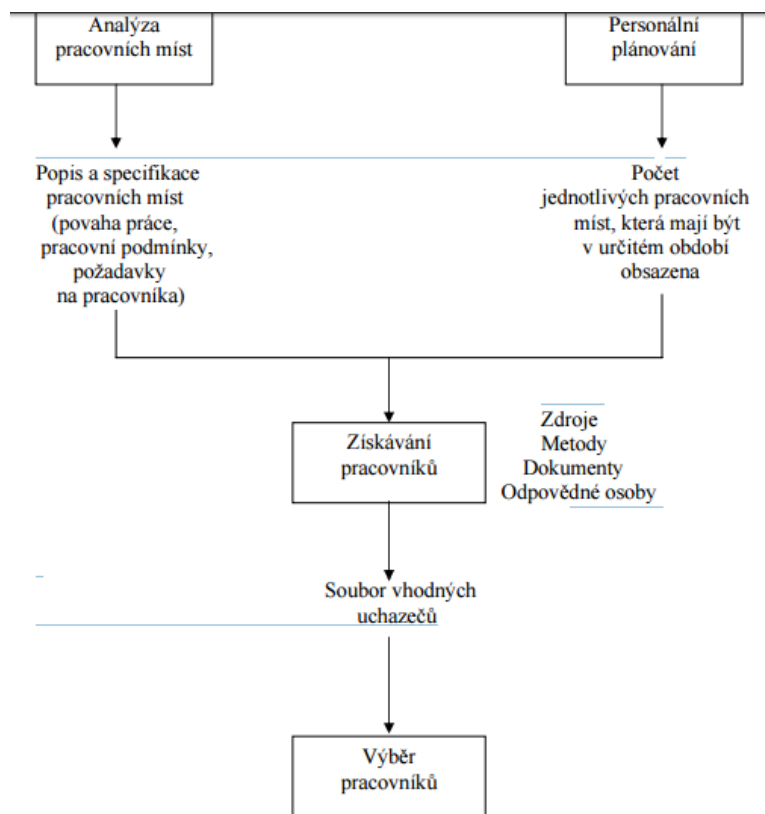 Analýza
pracovních míst
Personální
plánování
Popis a specifikace
pracovních míst
(povaha práce,
pracovní podmínky,
požadavky
na pracovníka)
Počet
jednotlivých pracovních
míst, která mají být
v určitém období
obsazena
Získávání
pracovníků
Zdroje
Metody
Dokumenty
Odpovědné osoby
Soubor vhodných
uchazečů
Výběr
pracovníků